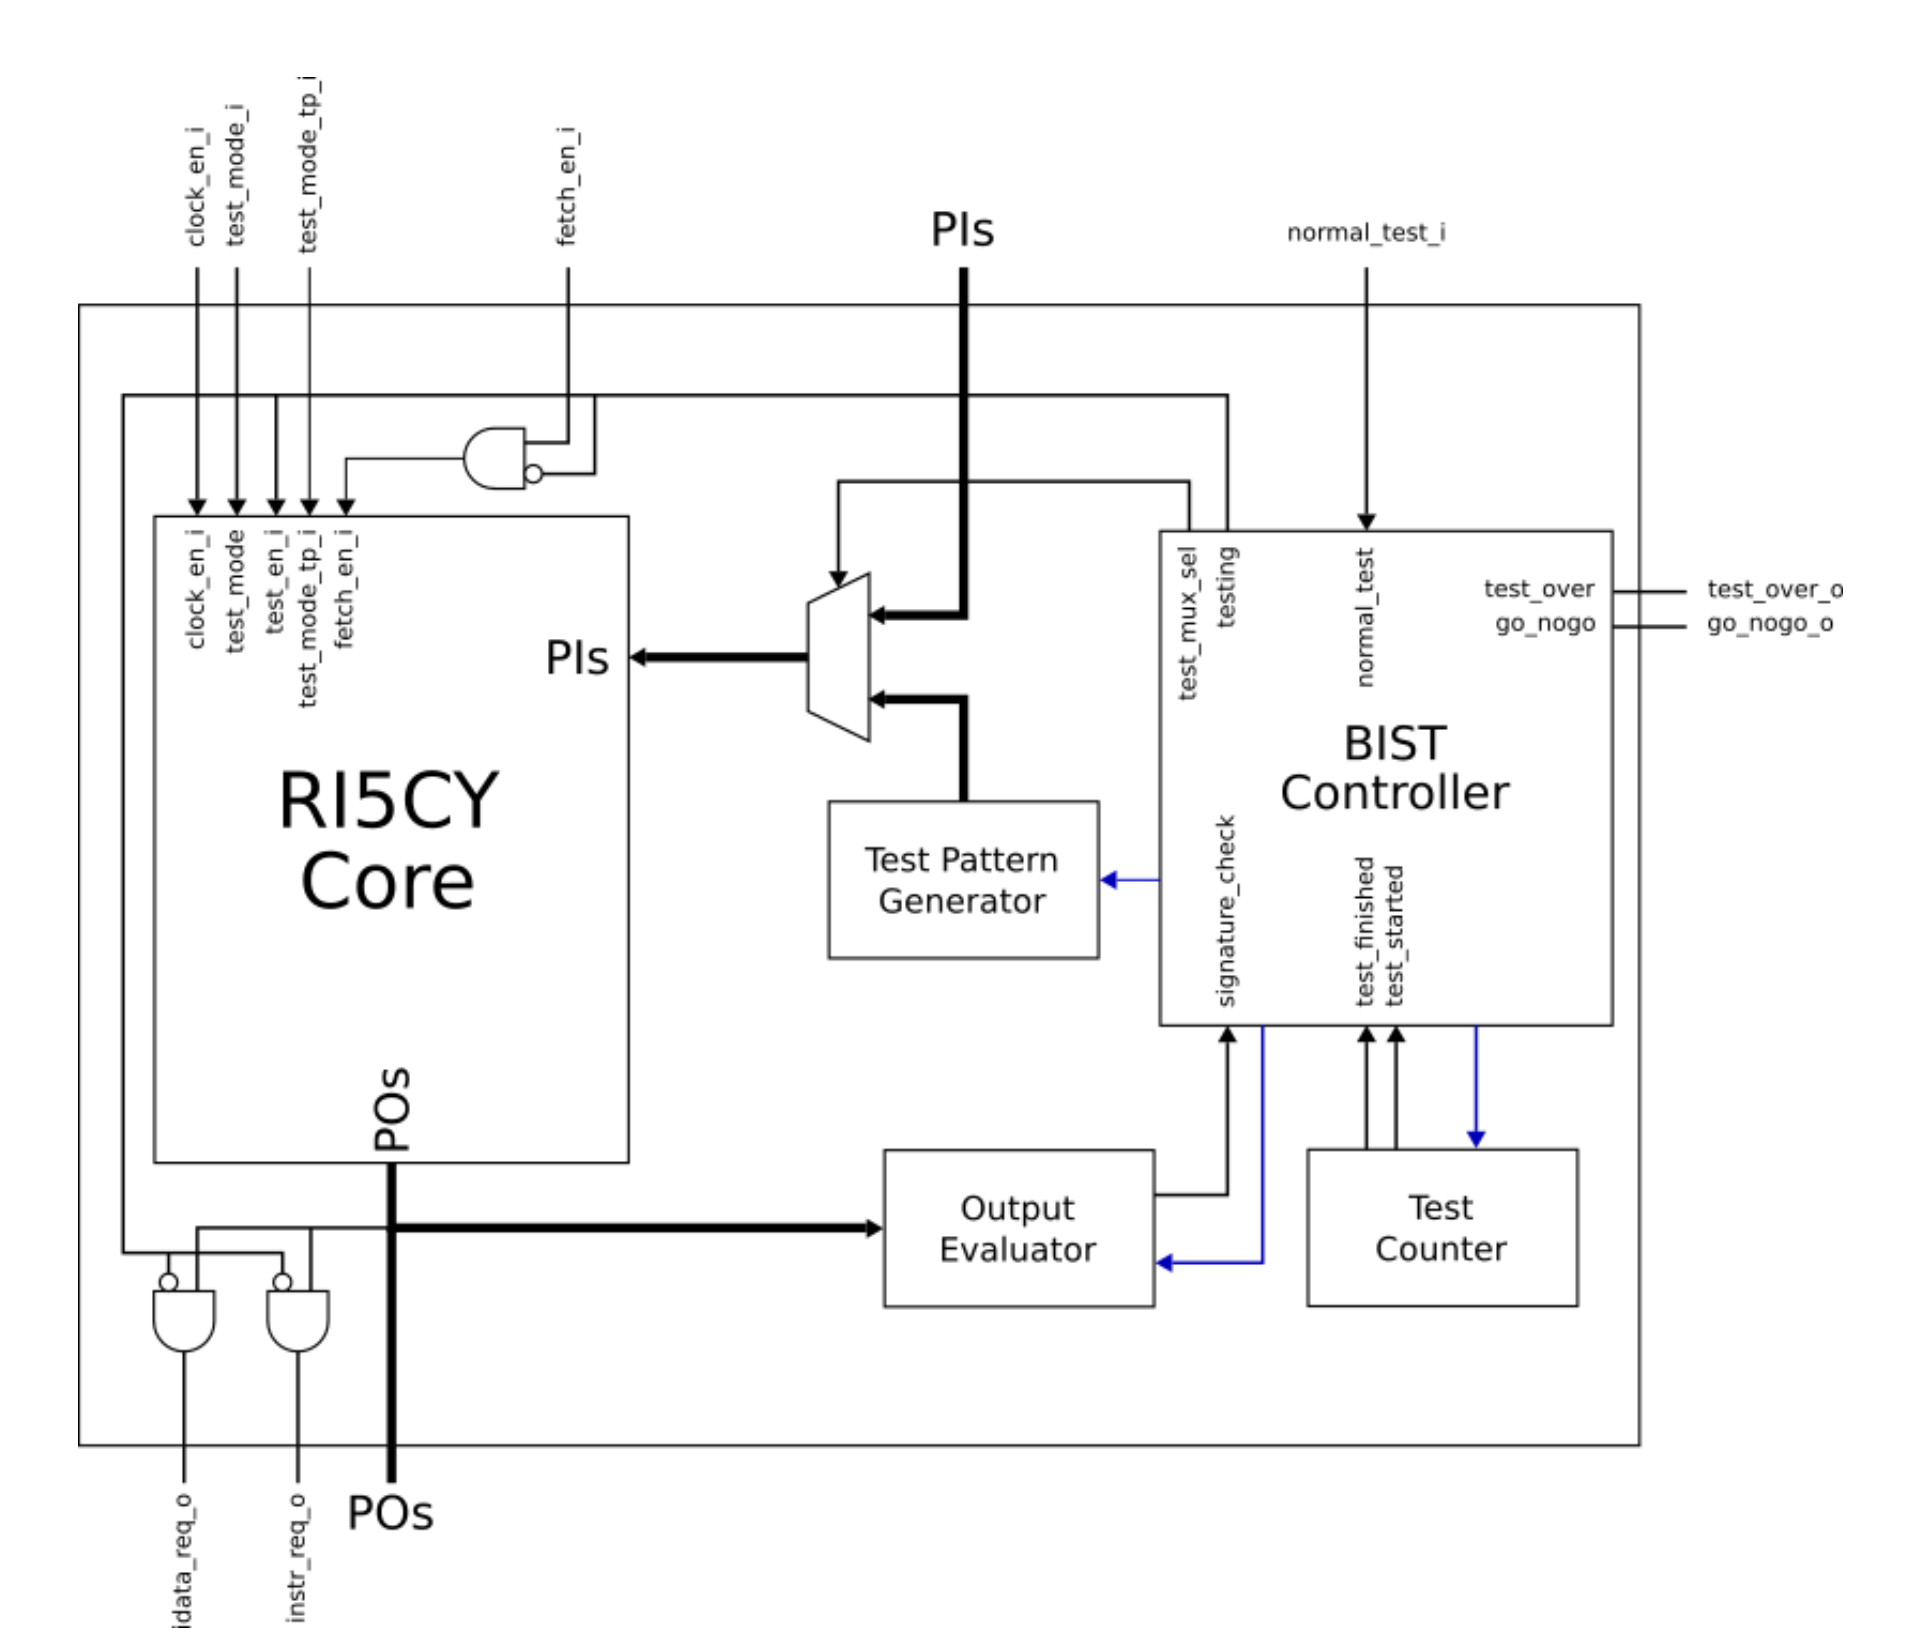 clock_en_i
test_mode_i
test_mode_tp_i
fetch_en_i
PIs
normal_test_i
clock_en_i
test_mode
test_en_i
test_mode_tp_i
fetch_en_i
PIs
RI5CY
Core
POs
test_mux_sel
testing
normal_test
test_over
go_nogo
test_over_o
go_nogo_o
BIST
Controller
signature_check
test_finished
test_started
Test Pattern
Generator
Output
Evaluator
Test
Counter
idata_req_o
instr_req_o
POs